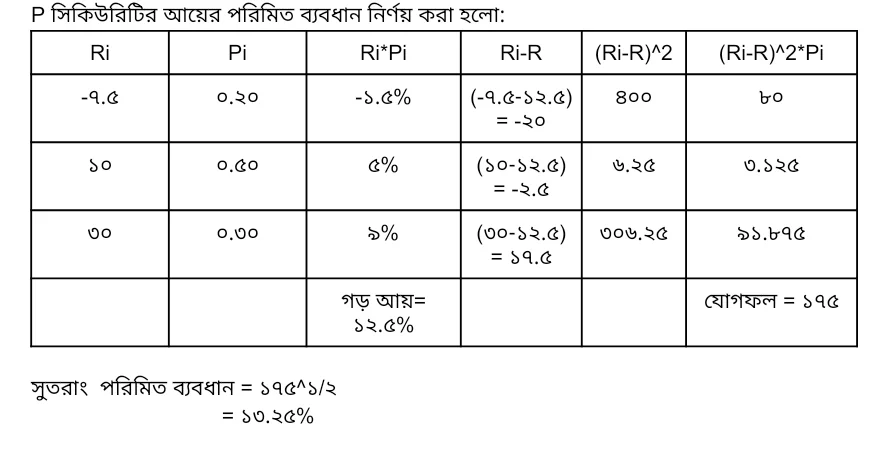 P সিকিউরিটির আয়ের পরিমিত ব্যবধান নির্ণয় করা হলো:
Ri Pi Ri*Pi Ri-R (Ri-R)^2 (Ri-R)^2*Pi
-৭.৫ ০.২০ -১.৫% (-৭.৫-১২.৫) ৪০০ ৮০
= -২০
১০ ০.৫০ ৫% (১০-১২.৫) ৬.২৫ ৩.১২৫
= -২.৫
৩০ ০.৩০ ৯% (৩০-১২.৫) ৩০৬.২৫ ৯১.৮৭৫
= ১৭.৫
গড় আয়= যোগফল = ১৭৫
১২.৫%
সুতরাং পরিমিত ব্যবধান = ১৭৫^১/২
= ১৩.২৫%